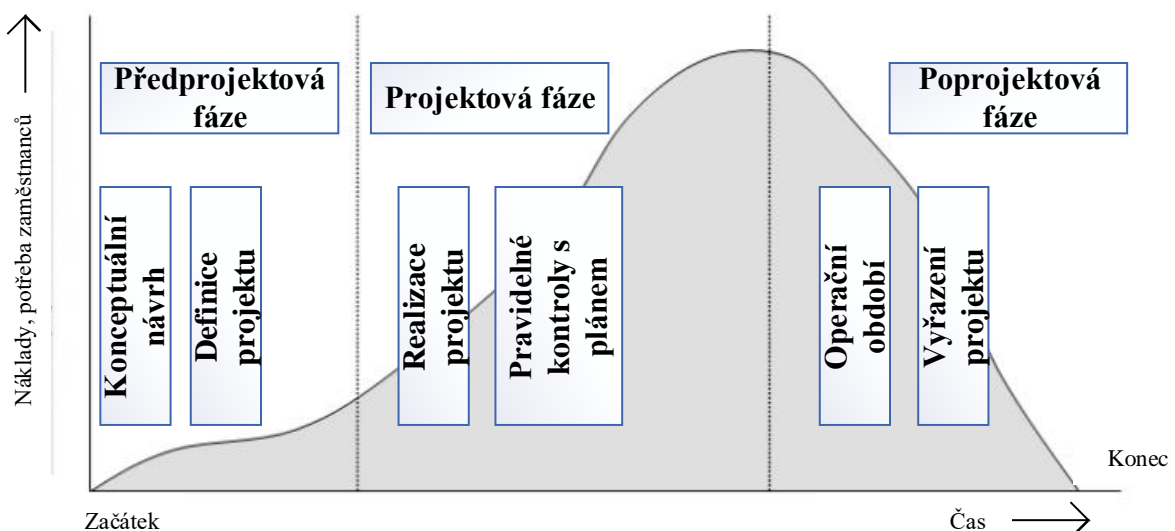 Náklady, potřeba zaměstnanců
Předprojektová
fáze
Projektová fáze
Poprojektová
fáze
Konceptuální
návrh
Definice
projektu
Realizace
projektu
Pravidelné
kontroly s
plánem
Operační
období
Vyřazení
projektu
Konec
Začátek
Čas